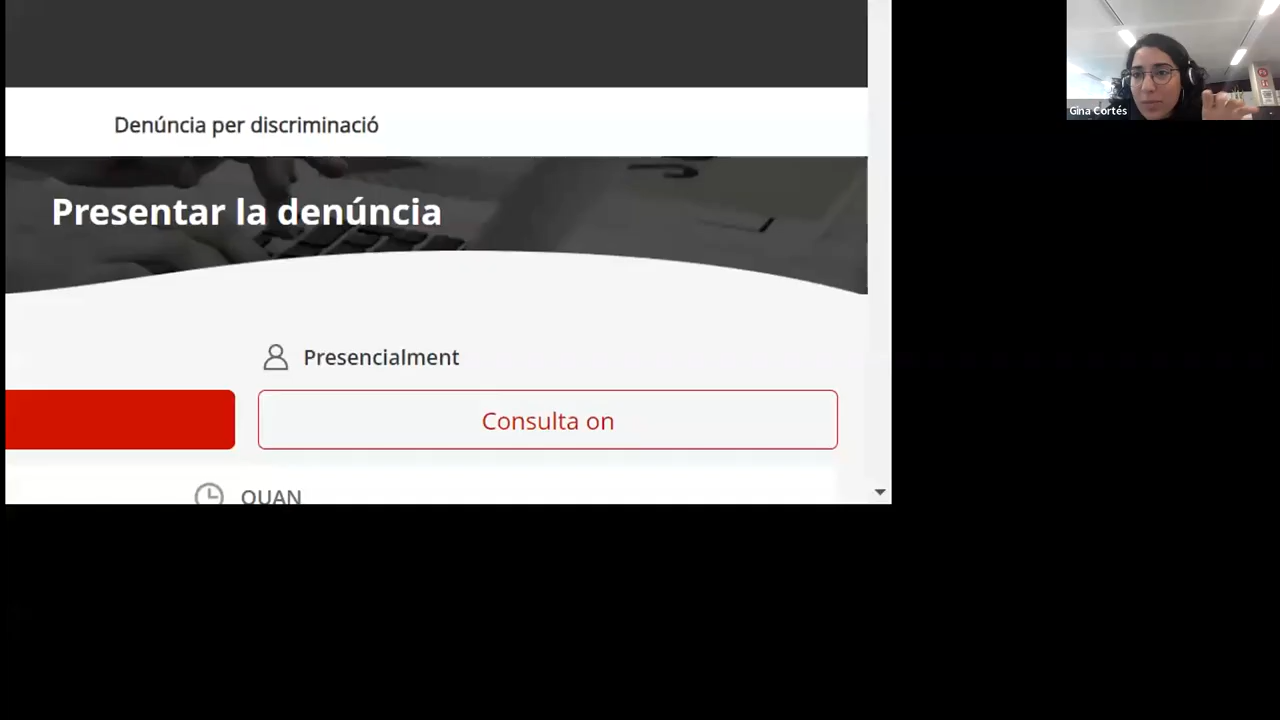 Gina Cortés
Denúncia per discriminació
Presentar la denúncia
Presencialment
Consulta on
QUAN